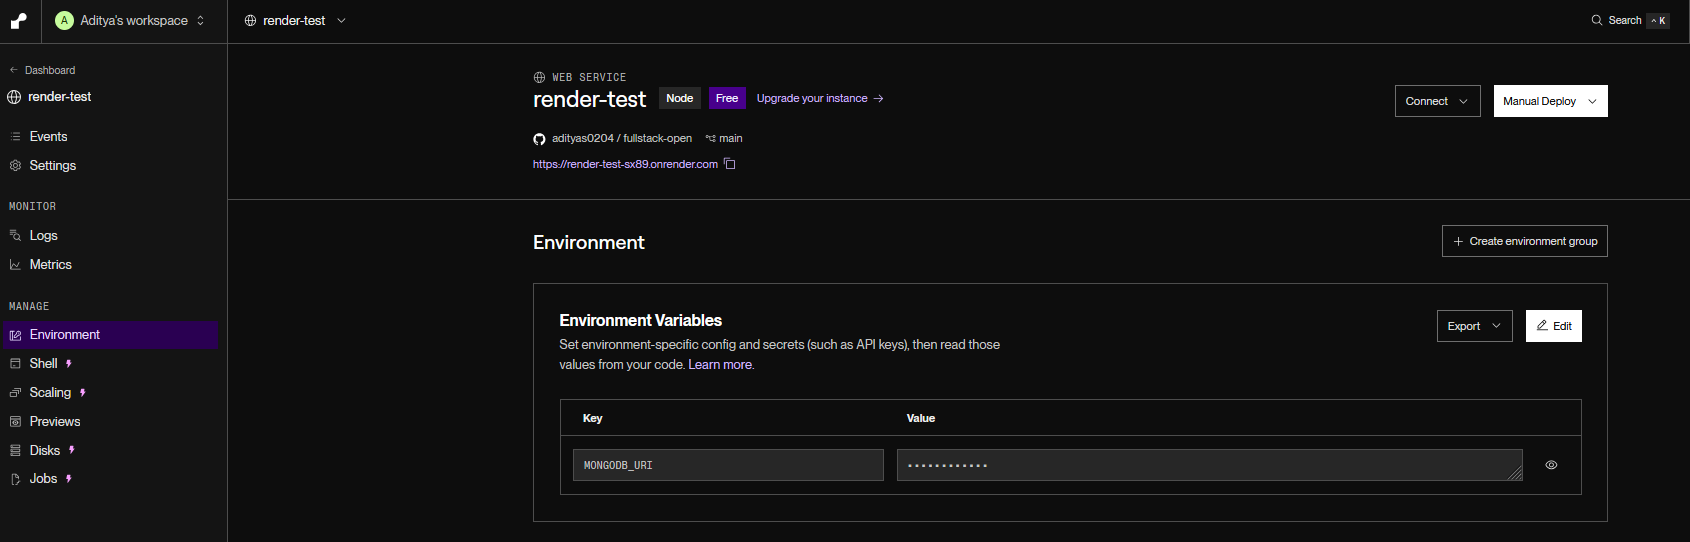 A Aditya's workspace
render-test
Search ^ K
← Dashboard
render-test
Events
Settings
MONITOR
Logs
Metrics
MANAGE
Environment
Shell
Scaling
Previews
Disks
Jobs
WEB SERVICE
render-test Node Free Upgrade your instance →
Connect
Manual Deploy
adityas0204 / fullstack-open main
https://render-test-sx89.onrender.com
Environment
+ Create environment group
Environment Variables
Export
Edit
Set environment-specific config and secrets (such as API keys), then read those
values from your code. Learn more.
Key Value
MONGODB_URI ············